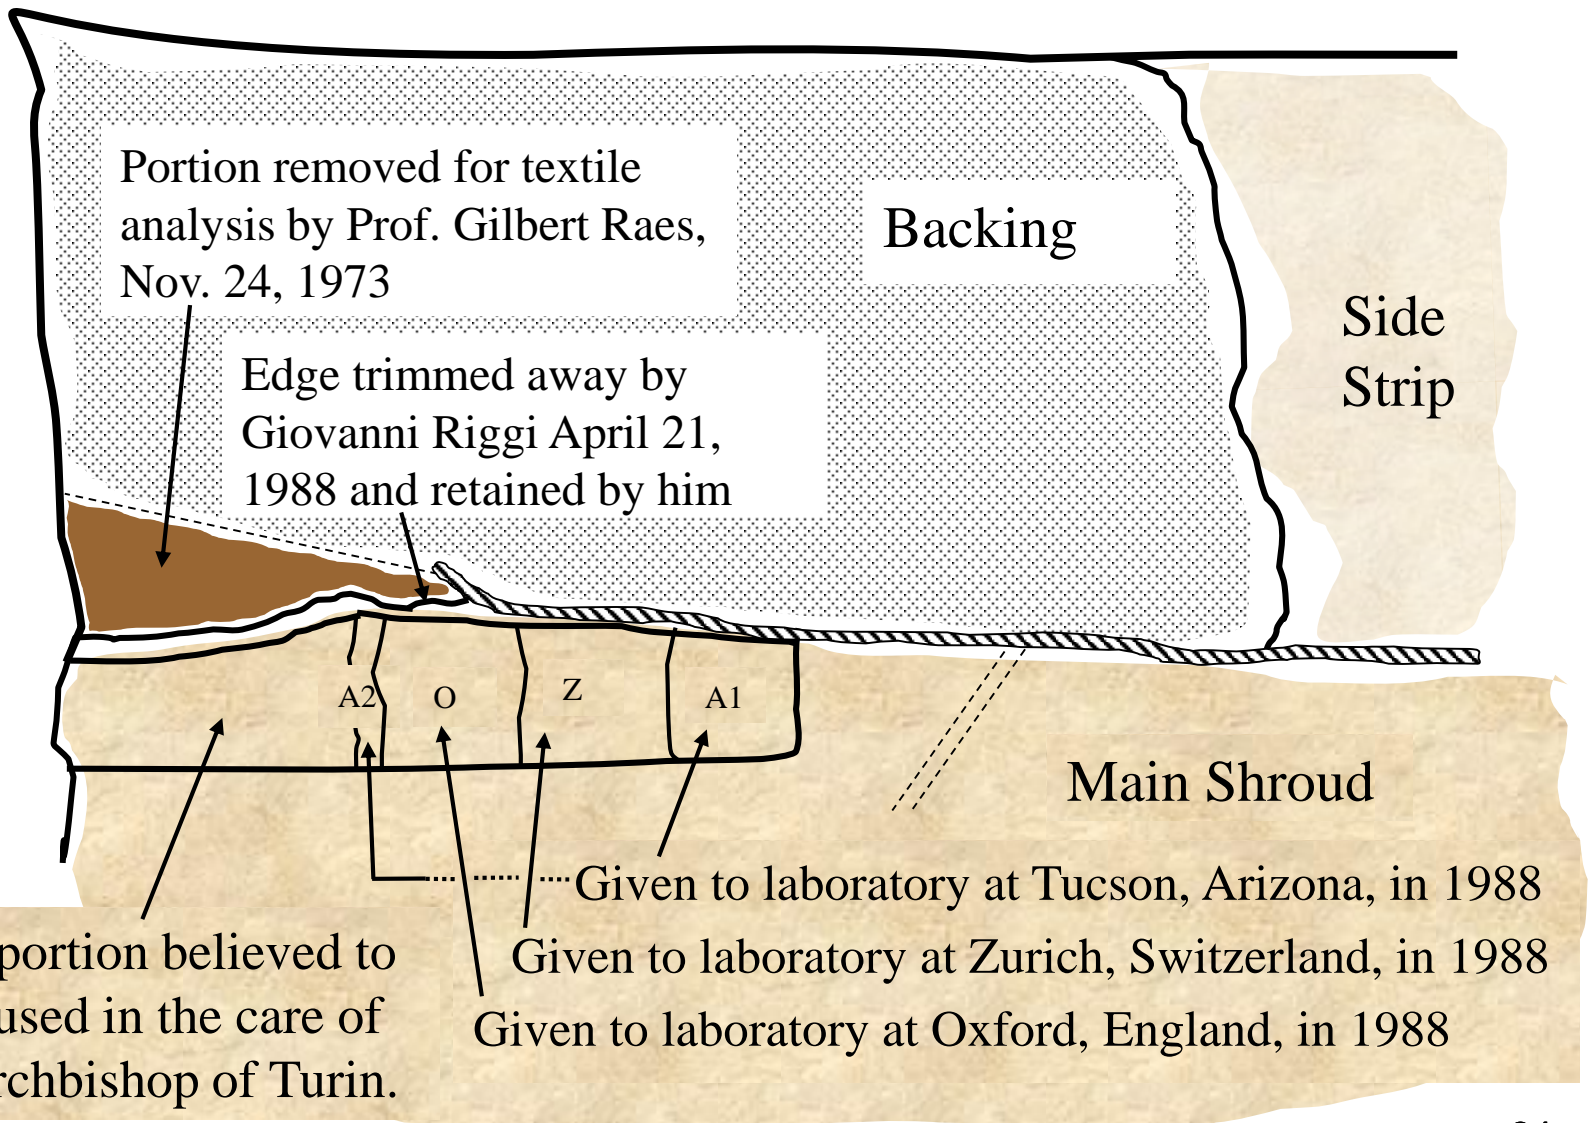 Portion removed for textile
analysis by Prof. Gilbert Raes,
Nov. 24, 1973
Backing
Side
Strip
Edge trimmed away by
Giovanni Riggi April 21,
1988 and retained by him
A2
O
Z
A1
Main Shroud
Given to laboratory at Tucson, Arizona, in 1988
Given to laboratory at Zurich, Switzerland, in 1988
Given to laboratory at Oxford, England, in 1988
portion believed to
used in the care of
rchbishop of Turin.